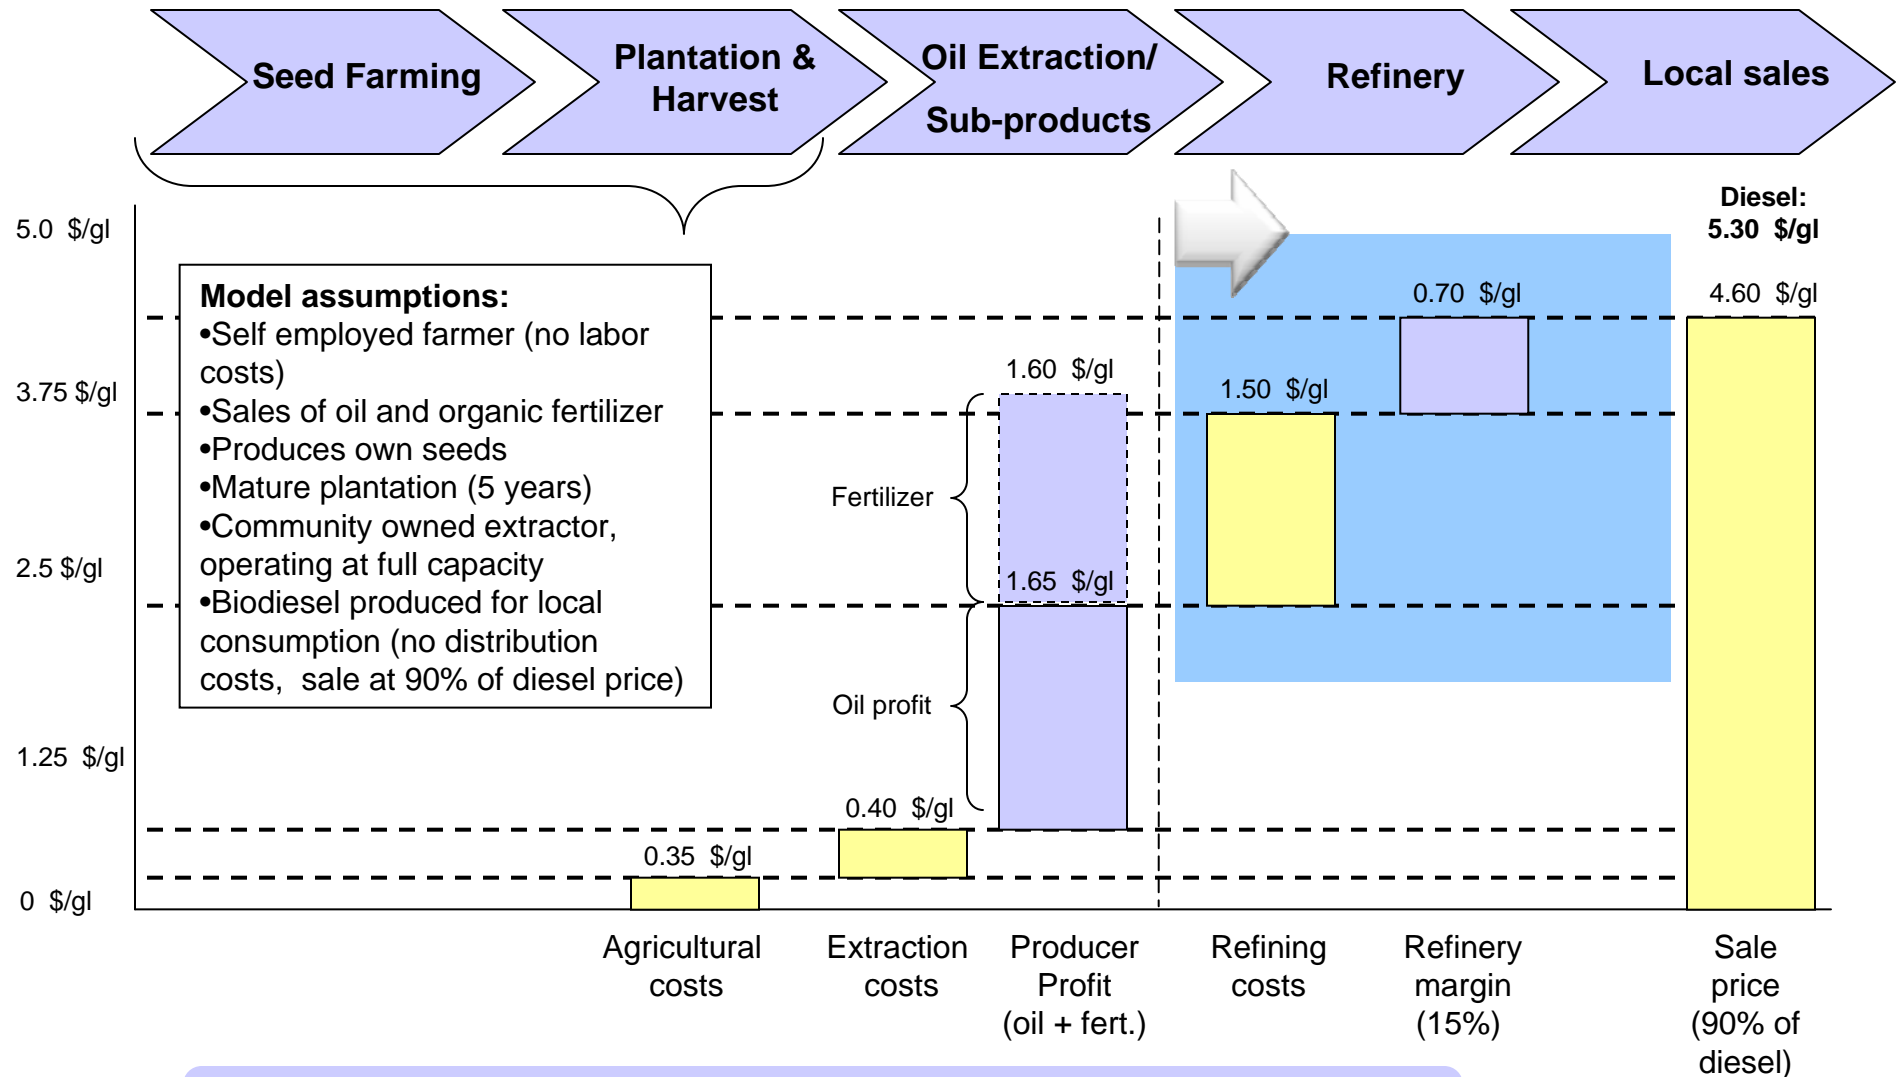 Seed Farming
Plantation &
Harvest
Oil Extraction/
Sub-products
Refinery
Local sales
Diesel:
5.30 $/gl
5.0 $/gl
3.75 $/gl
2.5 $/gl
1.25 $/gl
0 $/gl
Model assumptions:
•Self employed farmer (no labor
costs)
•Sales of oil and organic fertilizer
•Produces own seeds
•Mature plantation (5 years)
•Community owned extractor,
operating at full capacity
•Biodiesel produced for local
consumption (no distribution
costs, sale at 90% of diesel price)
0.35 $/gl
0.40 $/gl
Fertilizer
Oil profit
1.60 $/gl
1.65 $/gl
1.50 $/gl
0.70 $/gl
4.60 $/gl
Agricultural
costs
Extraction
costs
Producer
Profit
(oil + fert.)
Refining
costs
Refinery
margin
(15%)
Sale
price
(90% of
diesel)